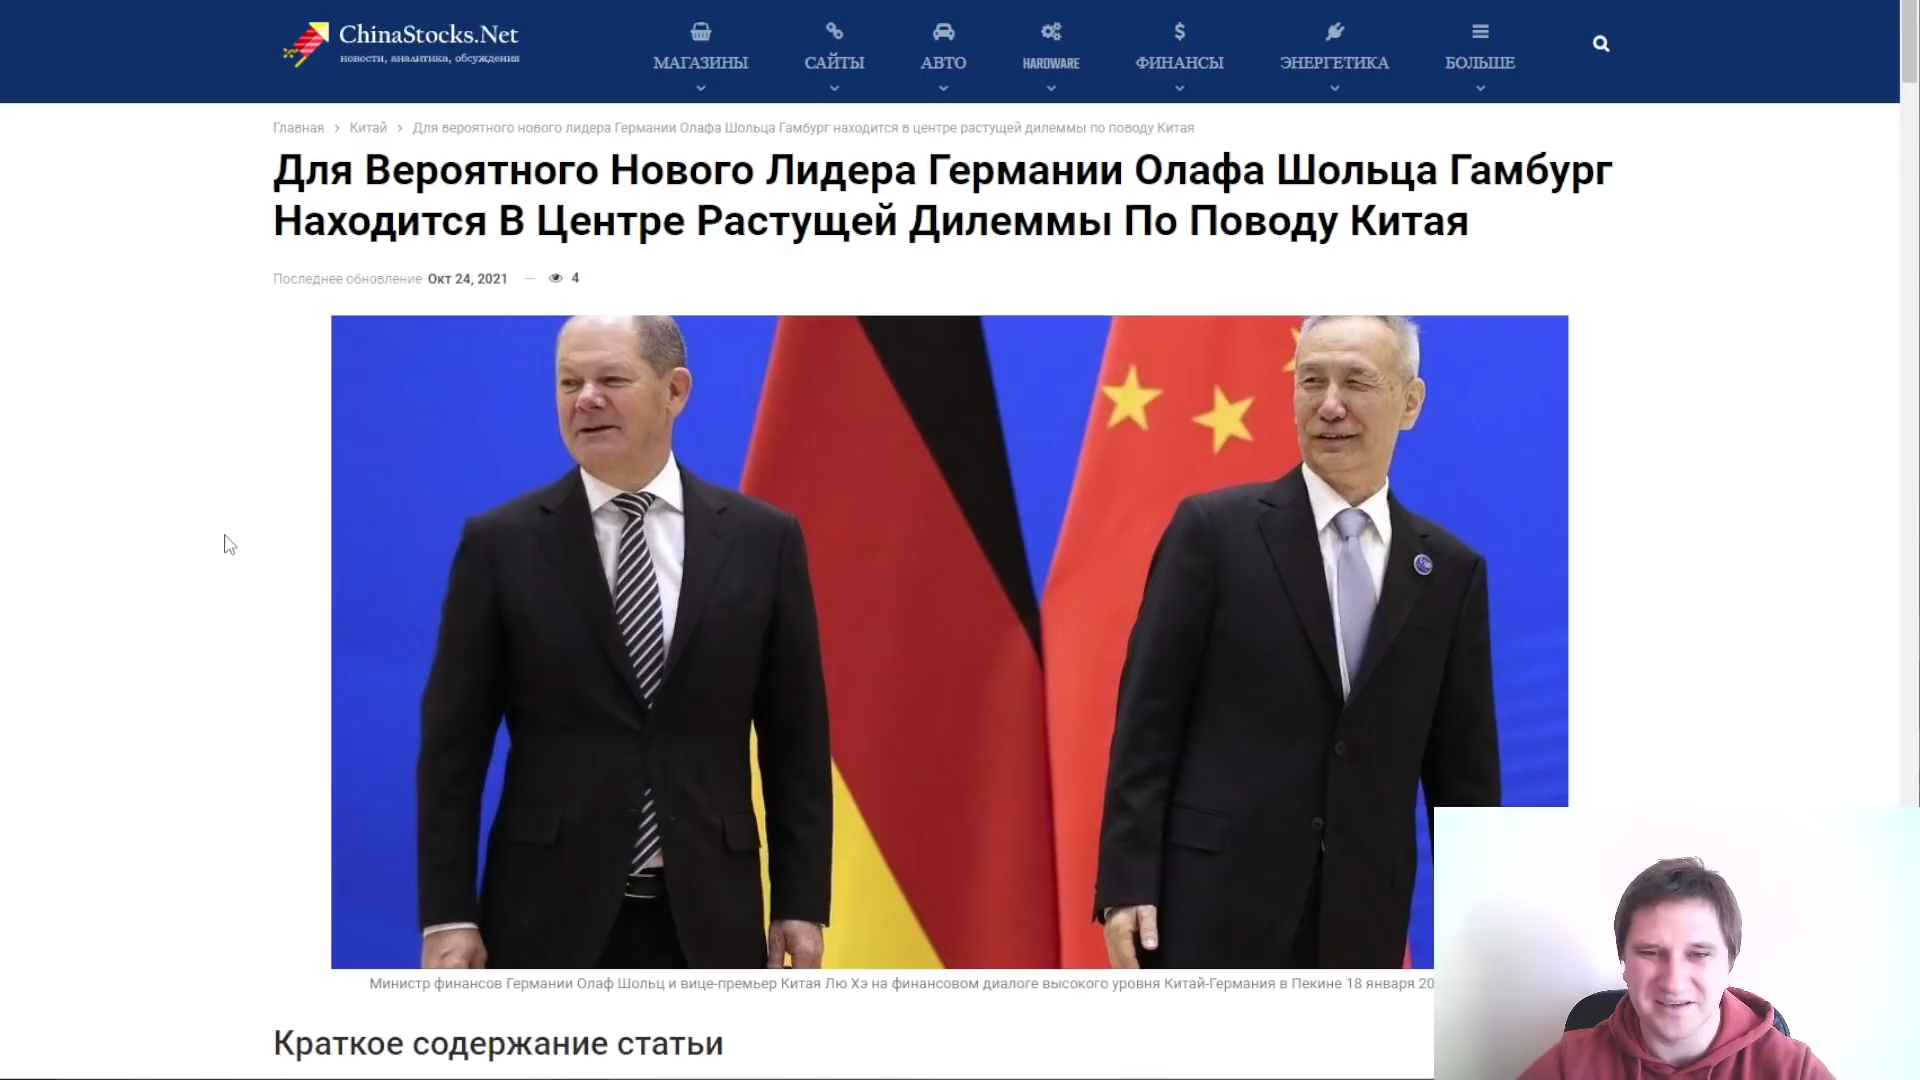 ChinaStocks.Net
новости, аналитика, обсуждения
МАГАЗИНЫ
САЙТЫ
АВТО
HARDWARE
ФИНАНСЫ
ЭНЕРГЕТИКА
БОЛЬШЕ
Главная > Китай > Для вероятного нового лидера Германии Олафа Шольца Гамбург находится в центре растущей дилеммы по поводу Китая
Для Вероятного Нового Лидера Германии Олафа Шольца Гамбург
Находится В Центре Растущей Дилеммы По Поводу Китая
Последнее обновление Окт 24, 2021 — 4
VIP
Министр финансов Германии Олаф Шольц и вице-премьер Китая Лю Хэ на финансовом диалоге высокого уровня Китай-Германия в Пекине 18 января 20
Краткое содержание статьи